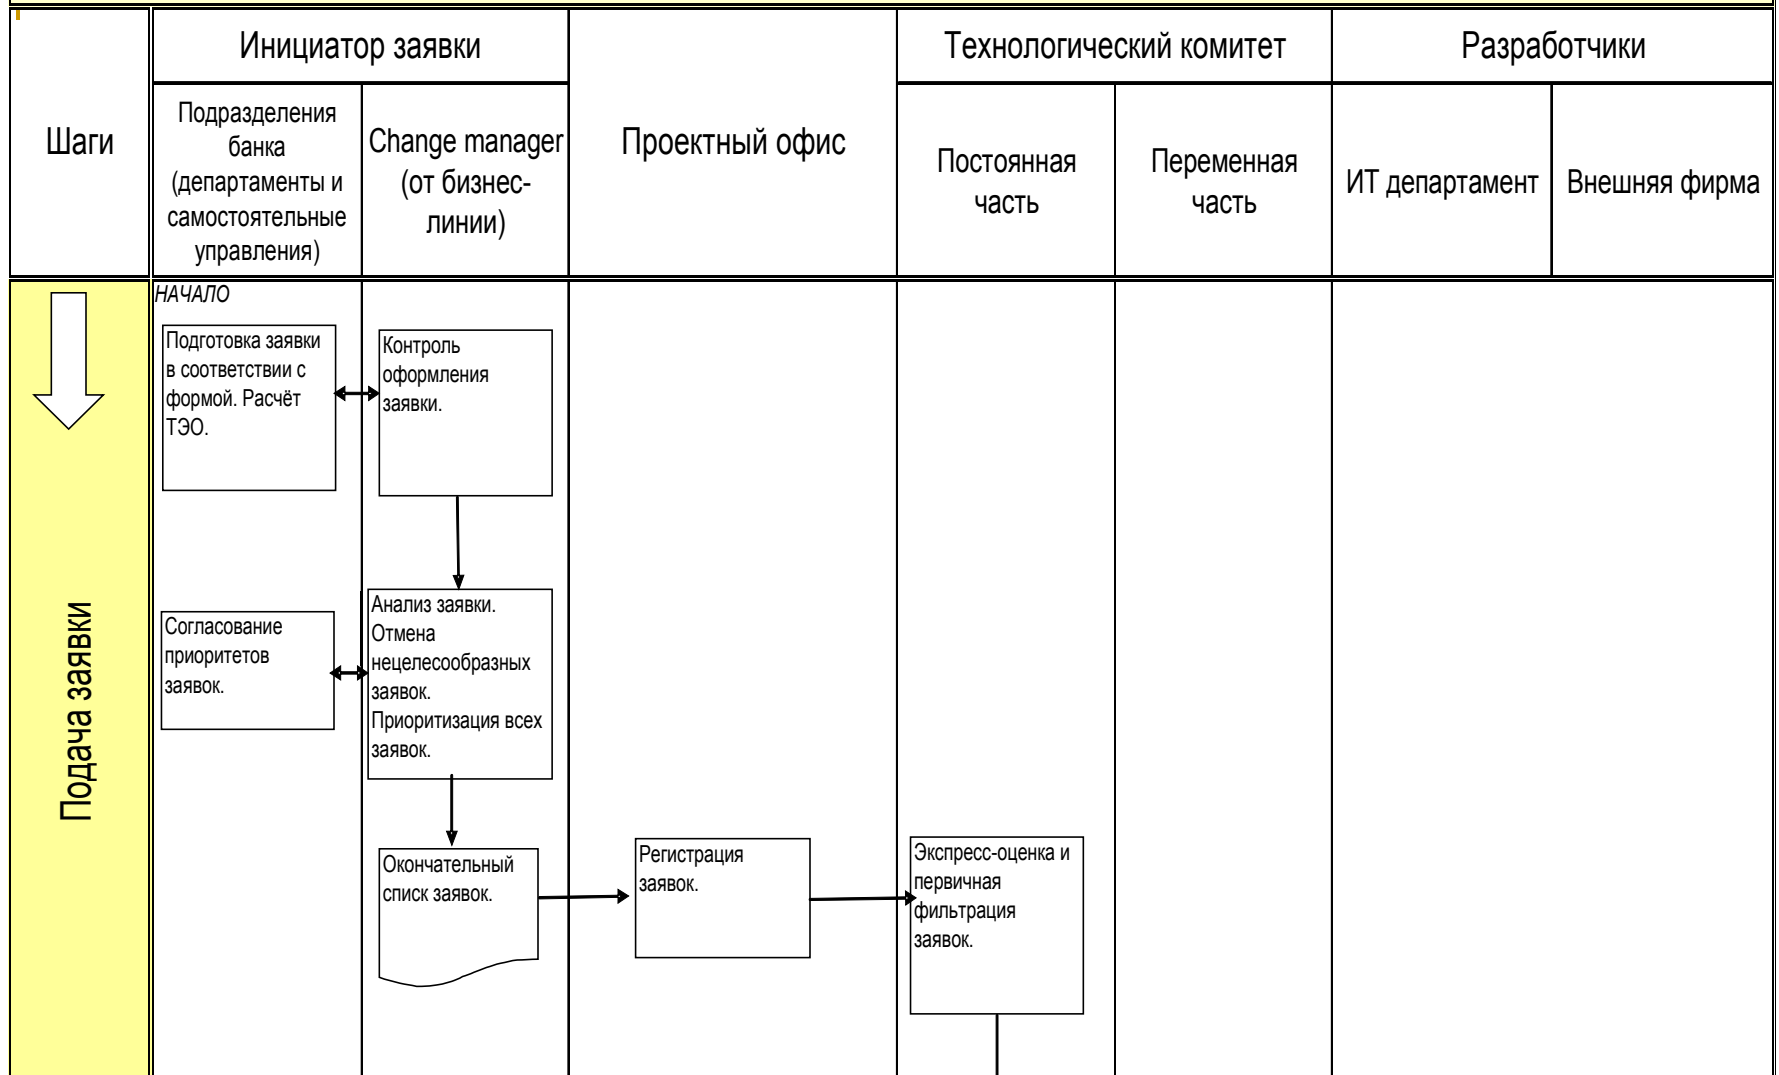 Шаги
Инициатор заявки
Подразделения
банка
(департаменты и
самостоятельные
управления)
Change manager
(от бизнес-
линии)
Проектный офис
Технологический комитет
Постоянная
часть
Переменная
часть
Разработчики
ИТ департамент
Внешняя фирма
Подача заявки
НАЧАЛО
Подготовка заявки
в соответствии с
формой. Расчёт
ТЭО.
Контроль
оформления
заявки.
Согласование
приоритетов
заявок.
Анализ заявки.
Отмена
нецелесообразных
заявок.
Приоритизация всех
заявок.
Окончательный
списк заявок.
Регистрация
заявок.
Экспресс-оценка и
первичная
фильтрация
заявок.